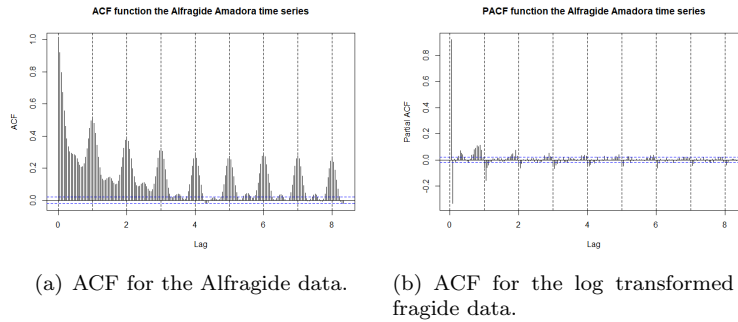 ACF function the Alfragide Amadora time series
ACF
0.0 0.2 0.4 0.6 0.8 1.0
0 2 4 6 8
Lag
(a) ACF for the Alfragide data.
PACF function the Alfragide Amadora time series
Partial ACF
-0.2 0.0 0.2 0.4 0.6 0.8
0 2 4 6 8
Lag
(b) ACF for the log transformed
fragide data.